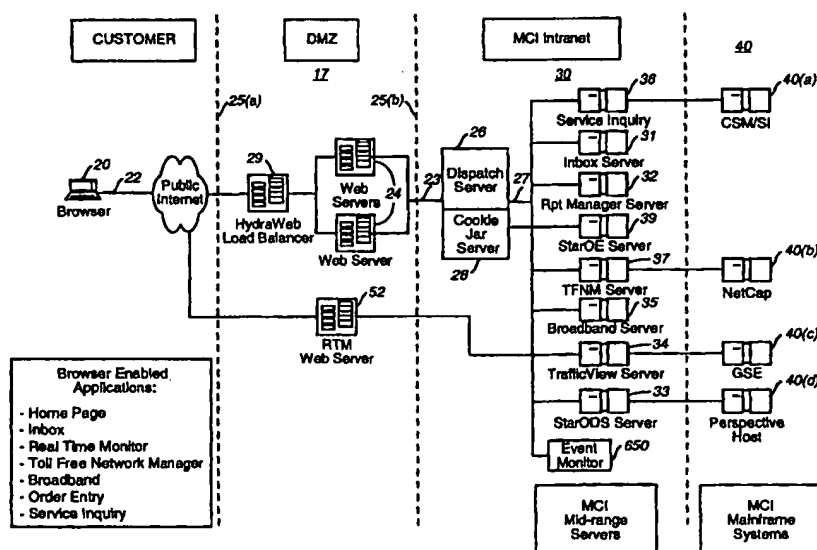 CUSTOMER
DMZ
MCI Intranet
40
17
30
25(a)
25(b)
36
40(a)
Service Inquiry
CSM/SI
26
31
Inbox Server
20
22
Public
Internet
Browser
29
HydraWeb
Load Balancer
Web
Servers
24
Web Server
23
Dispatch
Server
27
Cookie
Jar
Server
28
32
Rpt Manager Server
39
StarOE Server
37
40(b)
TFNM Server
NetCap
35
Broadband Server
52
RTM
Web Server
34
40(c)
TrafficView Server
GSE
33
40(d)
StarODS Server
Perspective
Host
Event
Monitor
650
Browser Enabled
Applications:
- Home Page
- Inbox
- Real Time Monitor
- Toll Free Network Manager
- Broadband
- Order Entry
- Service Inquiry
MCI
Mid-range
Servers
MCI
Mainframe
Systems